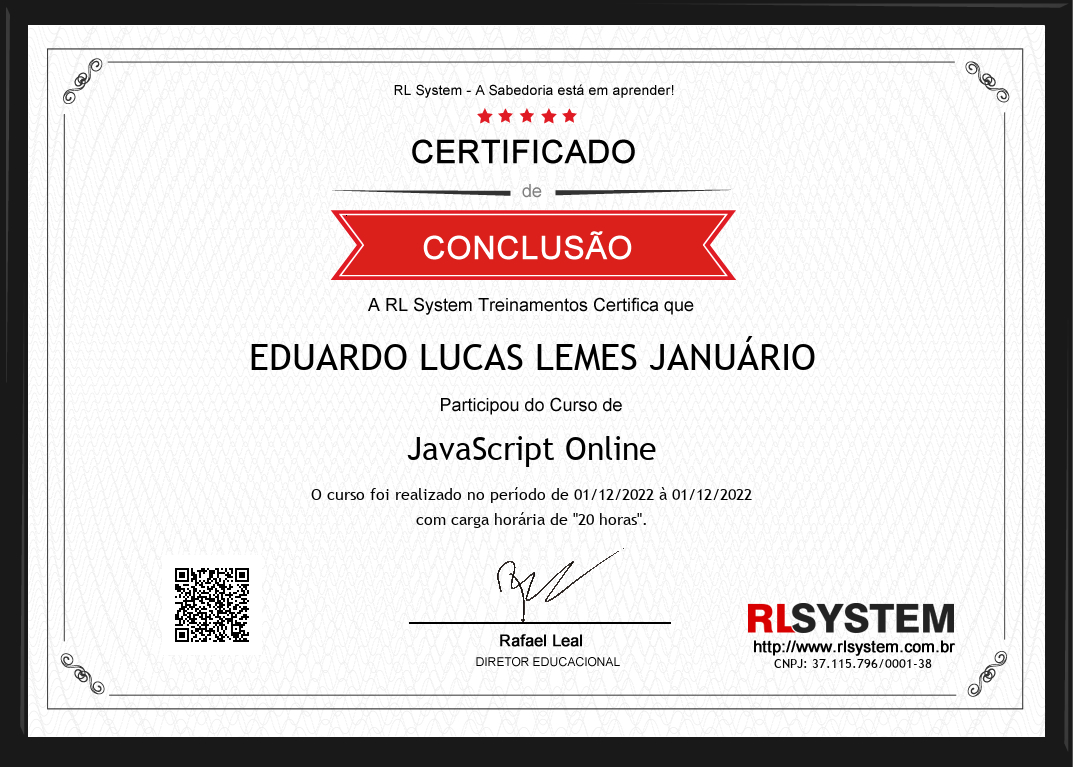 RL System - A Sabedoria está em aprender!
CERTIFICADO
de
CONCLUSÃO
A RL System Treinamentos Certifica que
EDUARDO LUCAS LEMES JANUÁRIO
Participou do Curso de
JavaScript Online
O curso foi realizado no período de 01/12/2022 à 01/12/2022
com carga horária de "20 horas".
Rafael Leal
DIRETOR EDUCACIONAL
RLSYSTEM
http://www.rlsystem.com.br
CNPJ: 37.115.796/0001-38